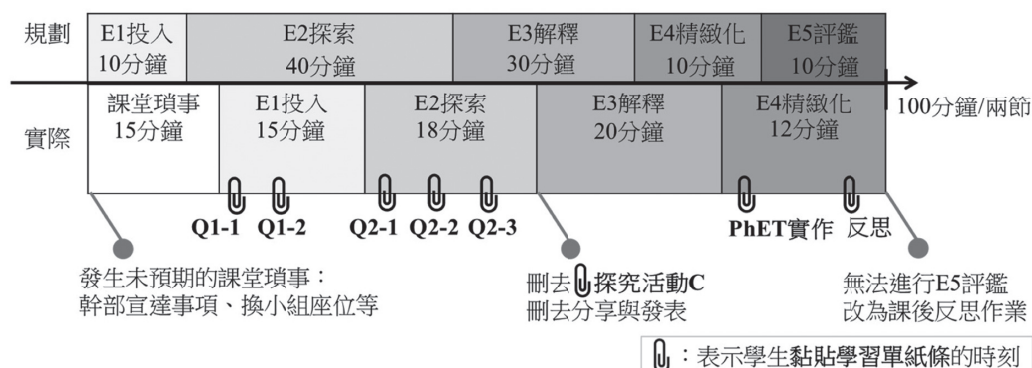 規劃
E1投入
10分鐘
E2探索
40分鐘
E3解釋
30分鐘
E4精緻化
10分鐘
E5評鑑
10分鐘
100分鐘/兩節
實際
課堂瑣事
15分鐘
E1投入
15分鐘
E2探索
18分鐘
E3解釋
20分鐘
E4精緻化
12分鐘
Q1-1
Q1-2
Q2-1
Q2-2
Q2-3
PhET實作
反思
發生未預期的課堂瑣事：
幹部宣達事項、換小組座位等
刪去探究活動C
刪去分享與發表
無法進行E5評鑑
改為課後反思作業
：表示學生黏貼學習單紙條的時刻